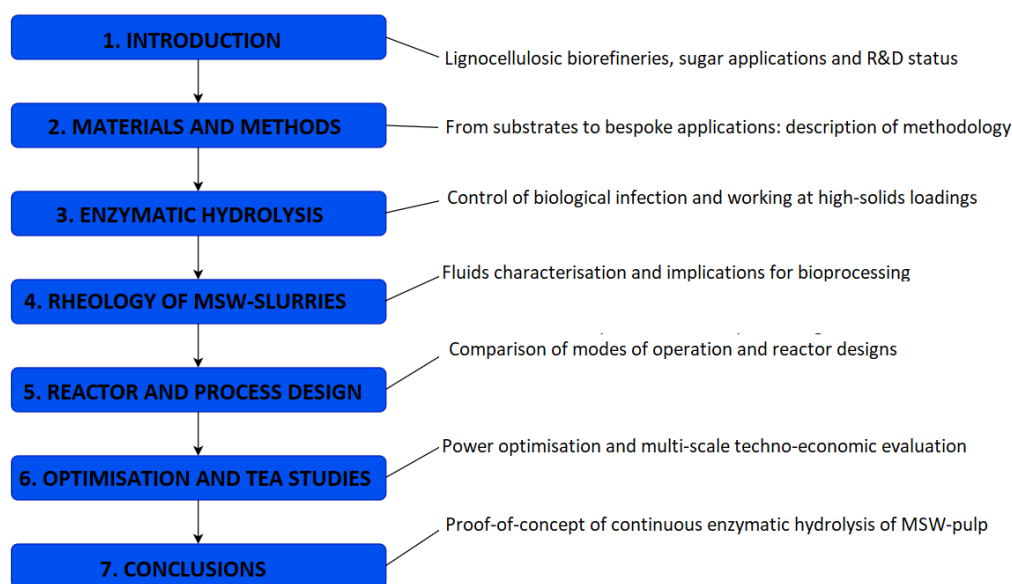 1. INTRODUCTION
Lignocellulosic biorefineries, sugar applications and R&D status
2. MATERIALS AND METHODS
From substrates to bespoke applications: description of methodology
3. ENZYMATIC HYDROLYSIS
Control of biological infection and working at high-solids loadings
4. RHEOLOGY OF MSW-SLURRIES
Fluids characterisation and implications for bioprocessing
5. REACTOR AND PROCESS DESIGN
Comparison of modes of operation and reactor designs
6. OPTIMISATION AND TEA STUDIES
Power optimisation and multi-scale techno-economic evaluation
7. CONCLUSIONS
Proof-of-concept of continuous enzymatic hydrolysis of MSW-pulp